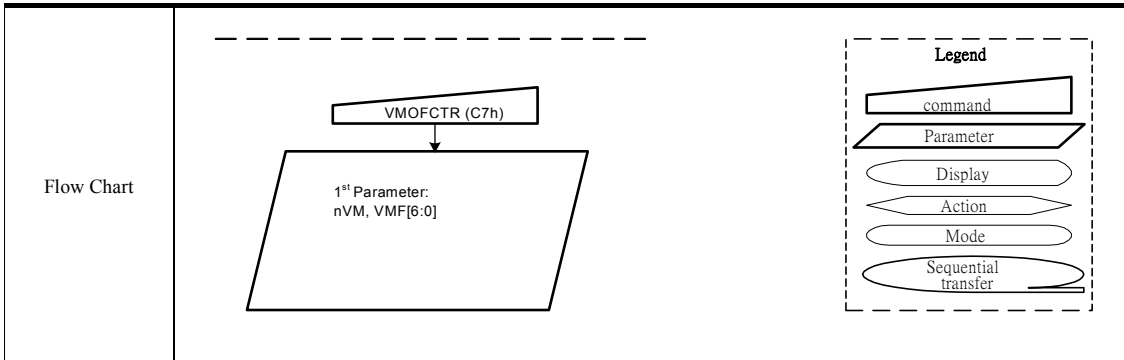 Flow Chart
VMOFCTR (C7h)
1st Parameter:
nVM, VMF[6:0]
Legend
command
Parameter
Display
Action
Mode
Sequential
transfer